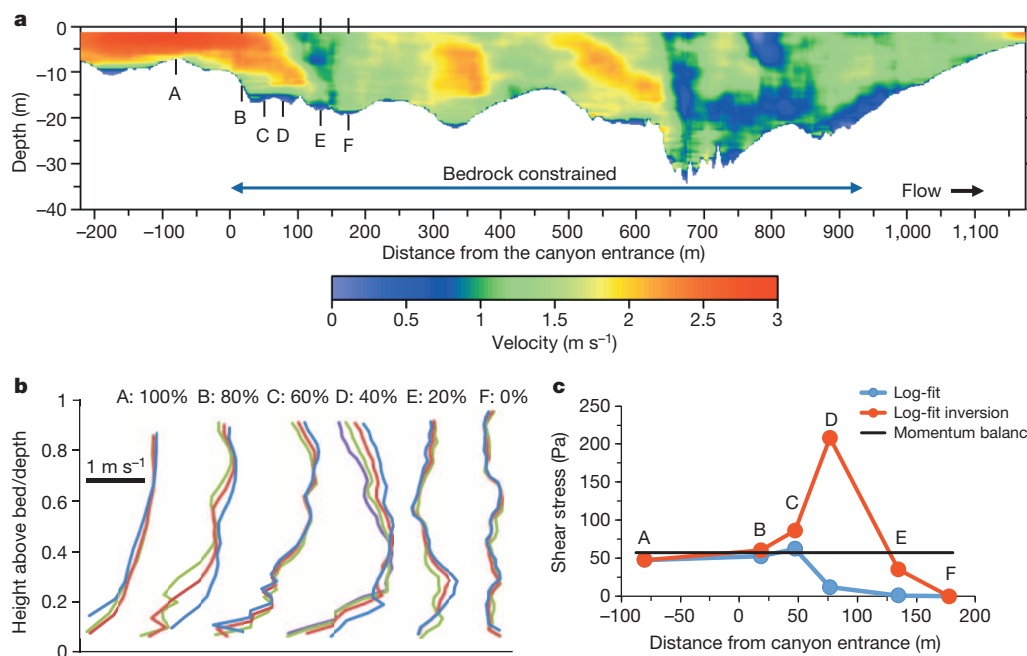 a
0
−10
−20
−30
−40
Depth (m)
A
B
C
D
E
F
Bedrock constrained
Flow
−200 −100 0 100 200 300 400 500 600 700 800 900 1,000 1,100
Distance from the canyon entrance (m)
0 0.5 1 1.5 2 2.5 3
Velocity (m s⁻¹)
b
A: 100% B: 80% C: 60% D: 40% E: 20% F: 0%
1 m s⁻¹
1
0.8
0.6
0.4
0.2
0
Height above bed/depth
c
Log-fit
Log-fit inversion
Momentum balanc
250
200
150
100
50
0
Shear stress (Pa)
A
B
C
D
E
F
−100 −50 0 50 100 150 200
Distance from canyon entrance (m)